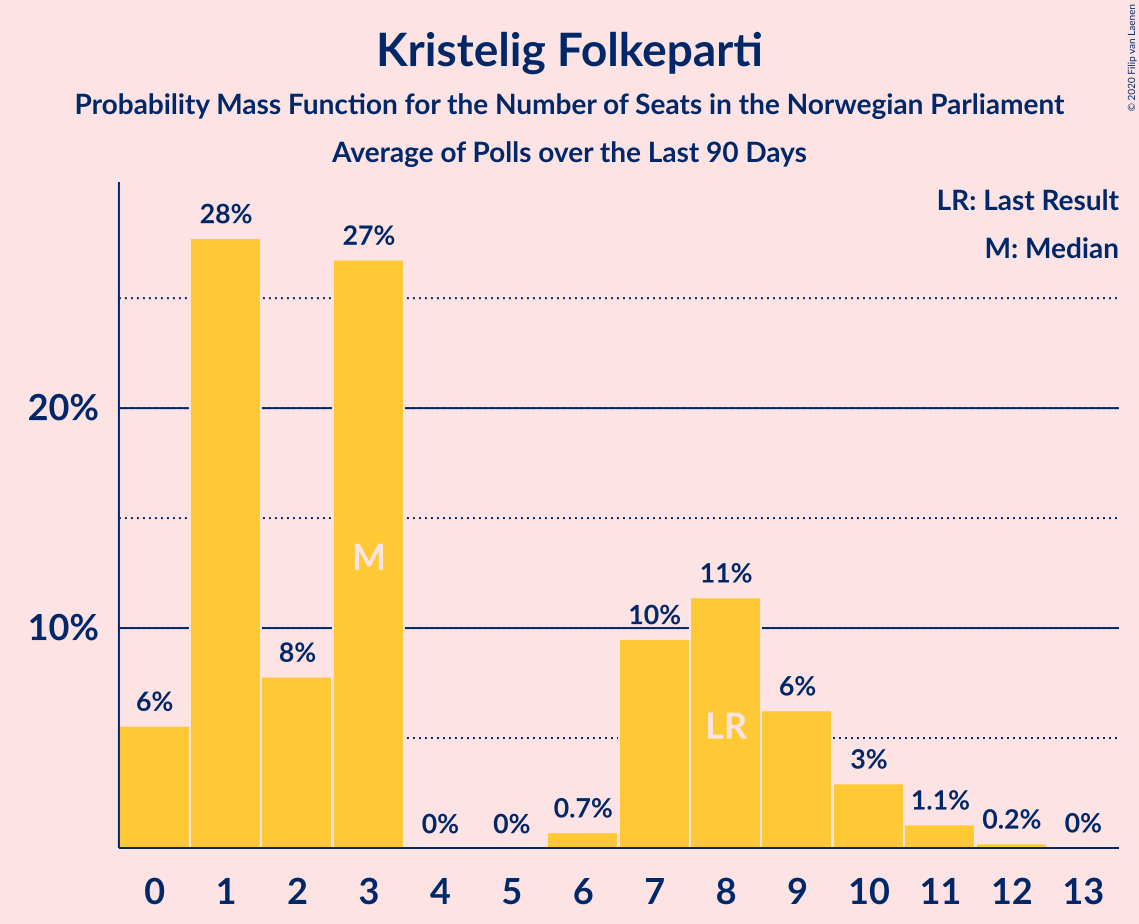 Kristelig Folkeparti
Probability Mass Function for the Number of Seats in the Norwegian Parliament
Average of Polls over the Last 90 Days
© 2020 Filip van Laenen
LR: Last Result
M: Median
28%
27%
20%
M
11%
10%
10%
8%
6%
6%
LR
3%
1.1%
0.7%
0.2%
0%
0%
0%
0 1 2 3 4 5 6 7 8 9 10 11 12 13